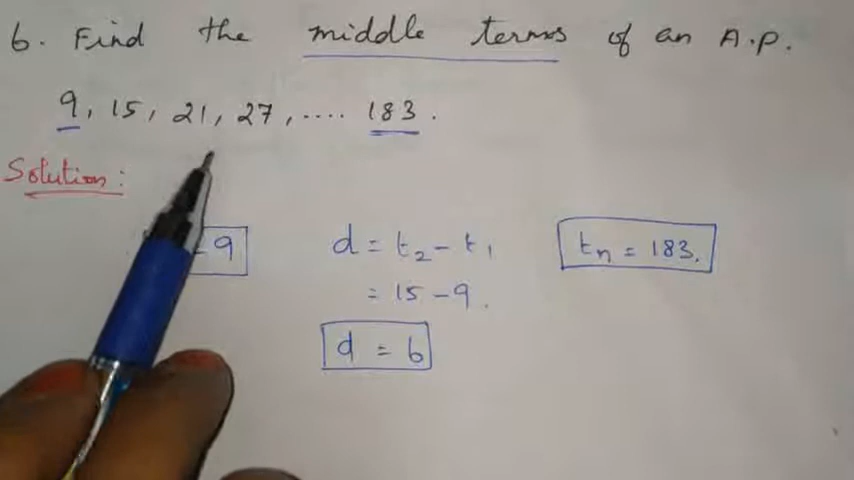 6. Find the middle terms of an A.P.
9, 15, 21, 27, .... 183.
Solution:
= 9
d = t₂ - t₁
= 15 - 9.
d = 6
tₙ = 183.